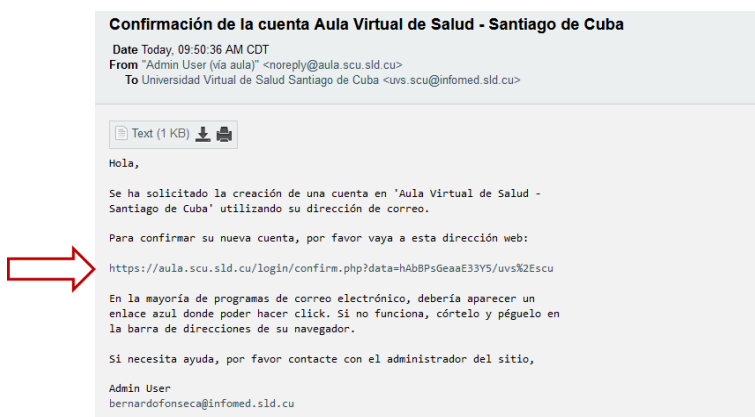 Confirmación de la cuenta Aula Virtual de Salud - Santiago de Cuba
Date Today, 09:50:36 AM CDT
From "Admin User (vía aula)" <noreply@aula.scu.sld.cu>
To Universidad Virtual de Salud Santiago de Cuba <uvs.scu@infomed.sld.cu>
Text (1 KB)
Hola,
Se ha solicitado la creación de una cuenta en 'Aula Virtual de Salud -
Santiago de Cuba' utilizando su dirección de correo.
Para confirmar su nueva cuenta, por favor vaya a esta dirección web:
https://aula.scu.sld.cu/login/confirm.php?data=hAbBPsGeaaE33Y5/uvs%2Escu
En la mayoría de programas de correo electrónico, debería aparecer un
enlace azul donde poder hacer click. Si no funciona, córtelo y péguelo en
la barra de direcciones de su navegador.
Si necesita ayuda, por favor contacte con el administrador del sitio,
Admin User
bernardofonseca@infomed.sld.cu